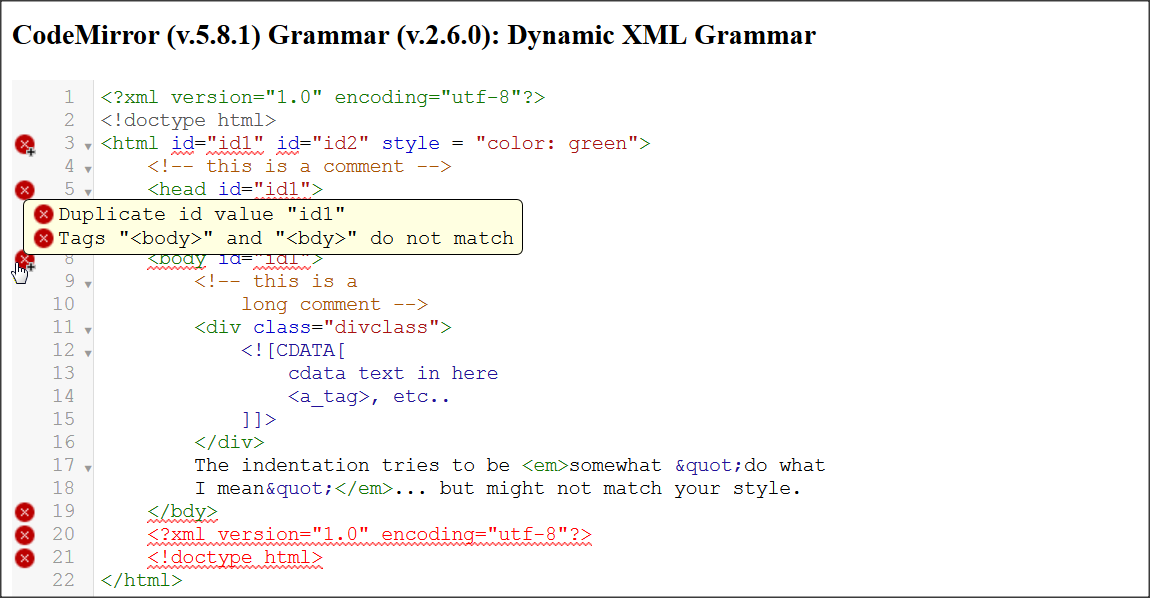 CodeMirror (v.5.8.1) Grammar (v.2.6.0): Dynamic XML Grammar
1 <?xml version="1.0" encoding="utf-8"?>
2 <!doctype html>
3 <html id="id1" id="id2" style = "color: green">
4 <!-- this is a comment -->
5 <head id="id1">
Duplicate id value "id1"
Tags "<body>" and "<bdy>" do not match
8 <body id="id1">
9 <!-- this is a
10 long comment -->
11 <div class="divclass">
12 <![CDATA[
13 cdata text in here
14 <a_tag>, etc..
15 ]]>
16 </div>
17 The indentation tries to be <em>somewhat &quot;do what
18 I mean&quot;</em>... but might not match your style.
19 </bdy>
20 <?xml version="1.0" encoding="utf-8"?>
21 <!doctype html>
22 </html>